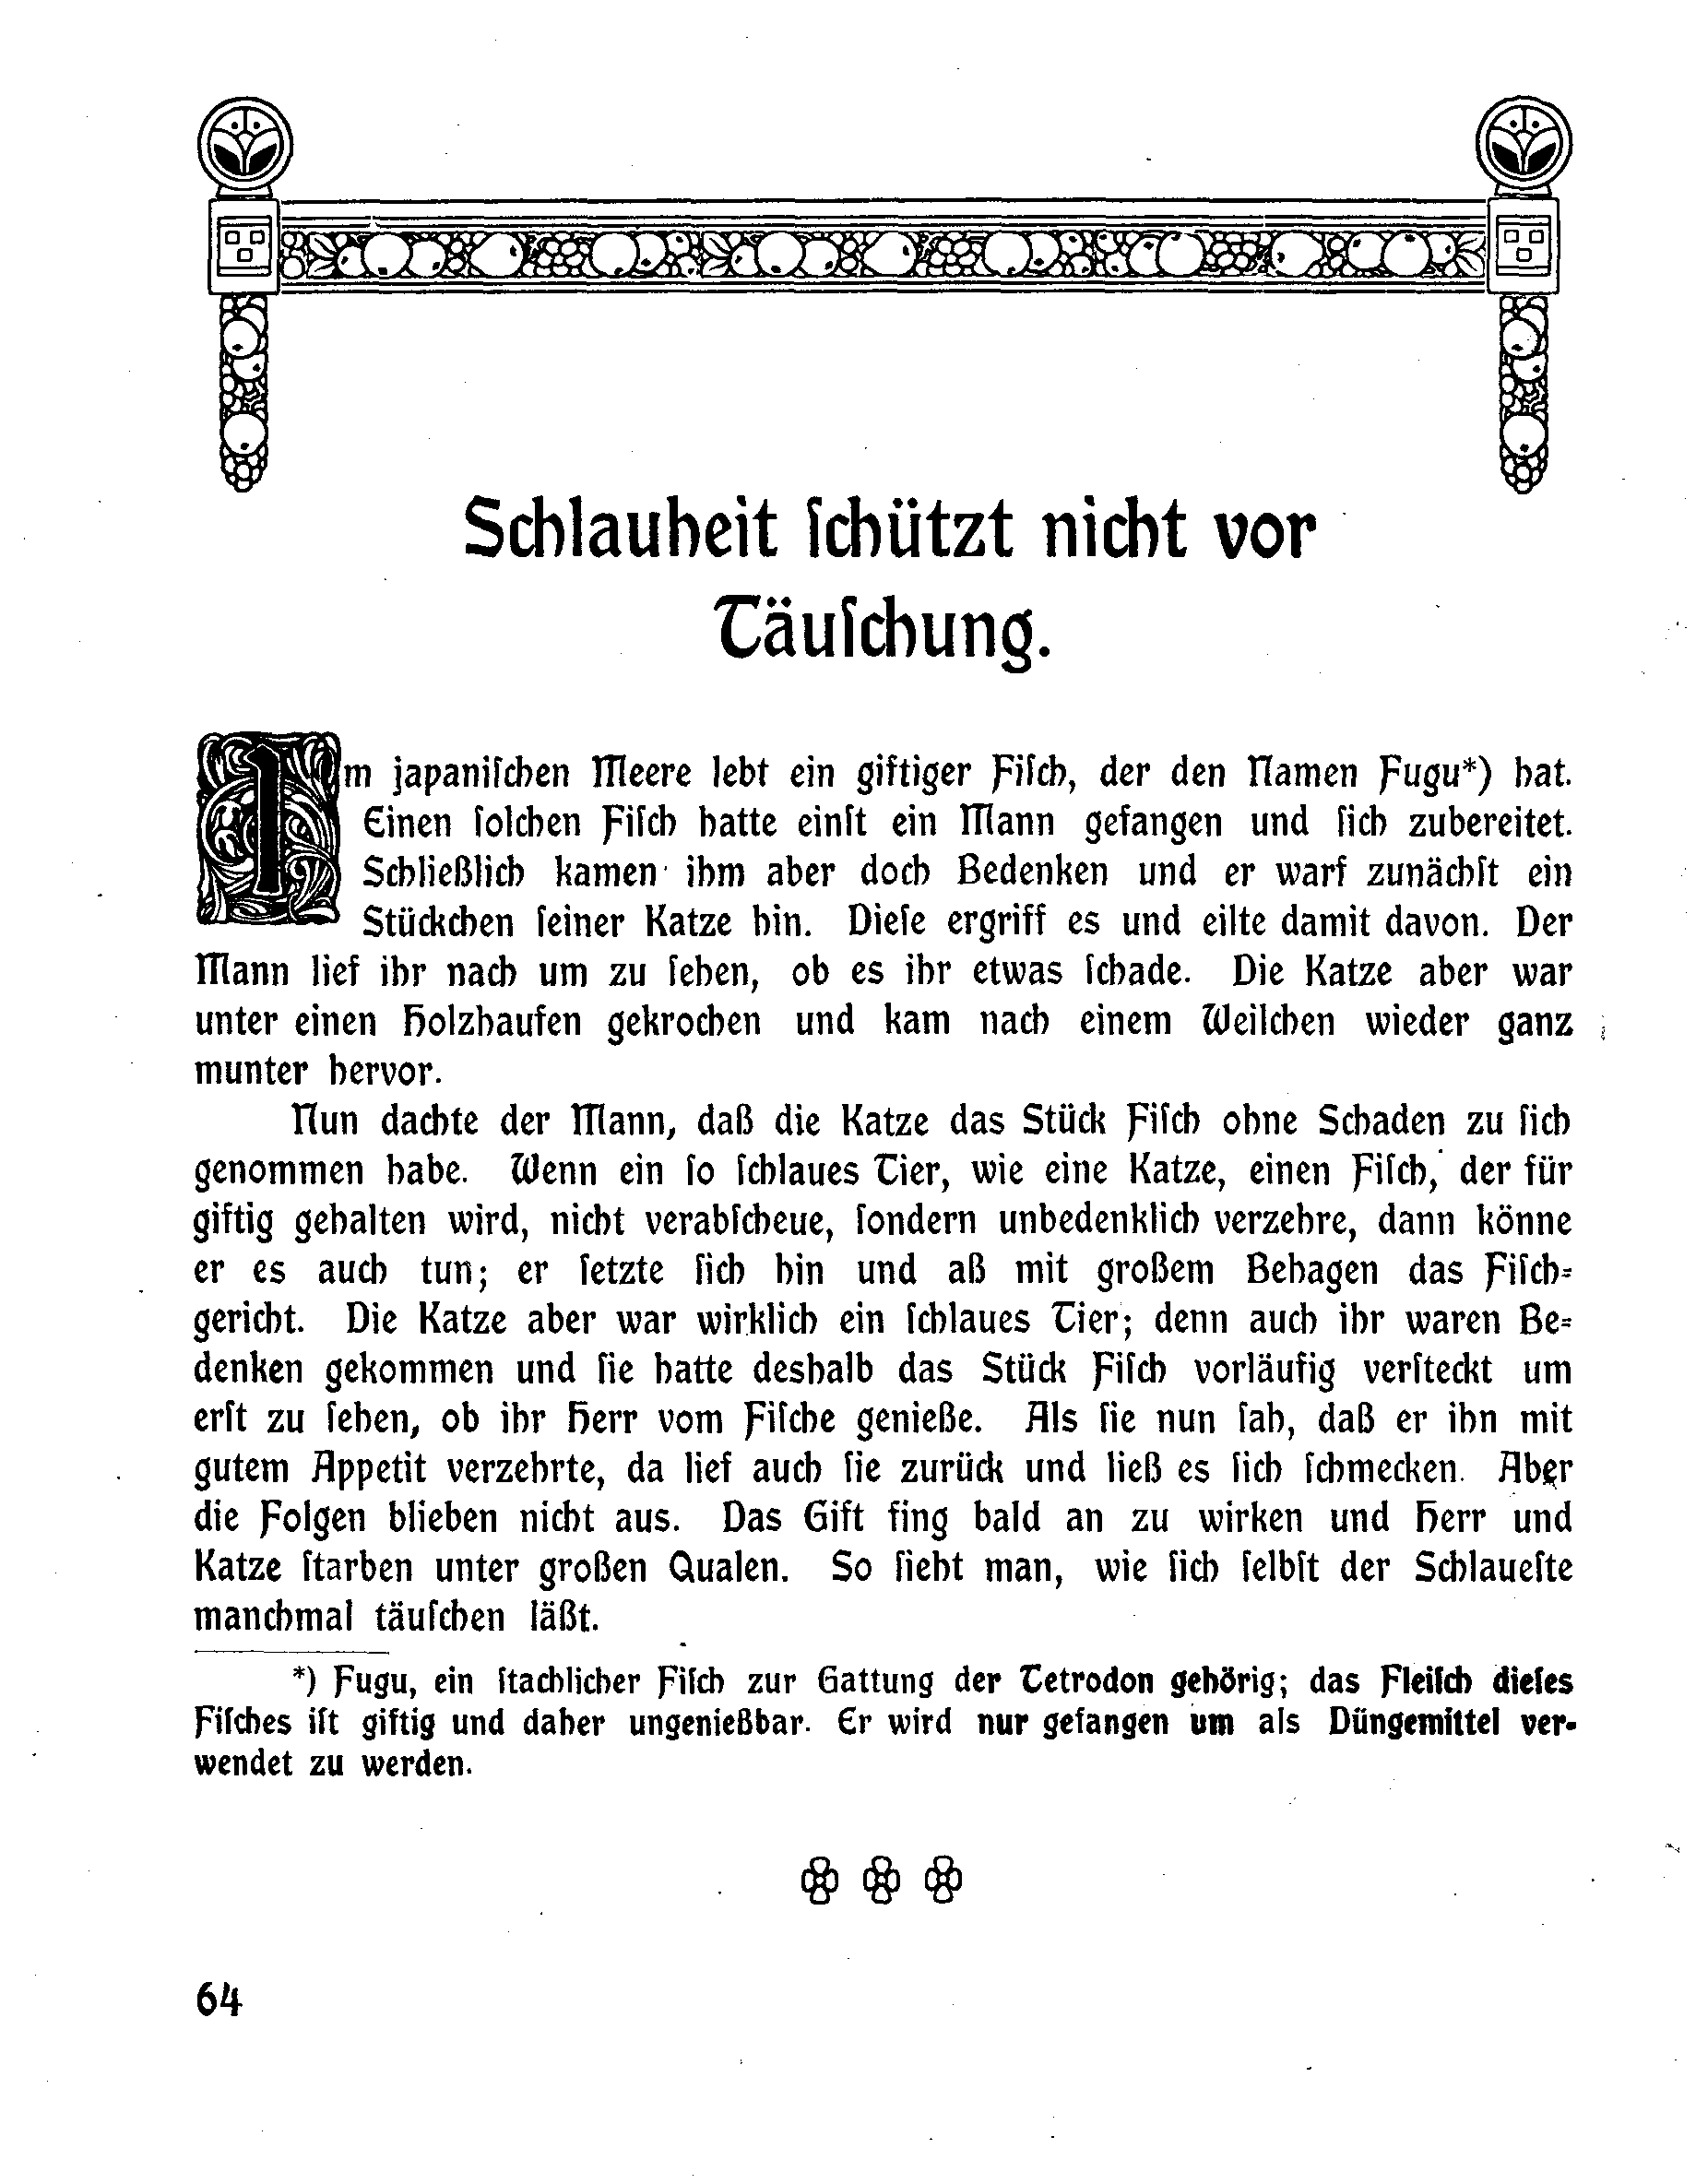 Schlauheit ſchützt nicht vor
Täuſchung.
Im japaniſchen Meere lebt ein giftiger Fiſch, der den Namen Fugu*) hat.
Einen ſolchen Fiſch hatte einſt ein Mann gefangen und ſich zubereitet.
Schließlich kamen ihm aber doch Bedenken und er warf zunächſt ein
Stückchen ſeiner Katze hin. Dieſe ergriff es und eilte damit davon. Der
Mann lief ihr nach um zu ſehen, ob es ihr etwas ſchade. Die Katze aber war
unter einen Holzhaufen gekrochen und kam nach einem Weilchen wieder ganz
munter hervor.
Nun dachte der Mann, daß die Katze das Stück Fiſch ohne Schaden zu ſich
genommen habe. Wenn ein ſo ſchlaues Tier, wie eine Katze, einen Fiſch, der für
giftig gehalten wird, nicht verabſcheue, ſondern unbedenklich verzehre, dann könne
er es auch tun; er ſetzte ſich hin und aß mit großem Behagen das Fiſch-
gericht. Die Katze aber war wirklich ein ſchlaues Tier; denn auch ihr waren Be-
denken gekommen und ſie hatte deshalb das Stück Fiſch vorläufig verſteckt um
erſt zu ſehen, ob ihr Herr vom Fiſche genieße. Als ſie nun ſah, daß er ihn mit
gutem Appetit verzehrte, da lief auch ſie zurück und ließ es ſich ſchmecken. Aber
die Folgen blieben nicht aus. Das Gift fing bald an zu wirken und Herr und
Katze ſtarben unter großen Qualen. So ſieht man, wie ſich ſelbſt der Schlaueſte
manchmal täuſchen läßt.
*) Fugu, ein ſtachlicher Fiſch zur Gattung der Tetrodon gehörig; das Fleiſch dieſes
Fiſches iſt giftig und daher ungenießbar. Er wird nur gefangen um als Düngemittel ver-
wendet zu werden.
64